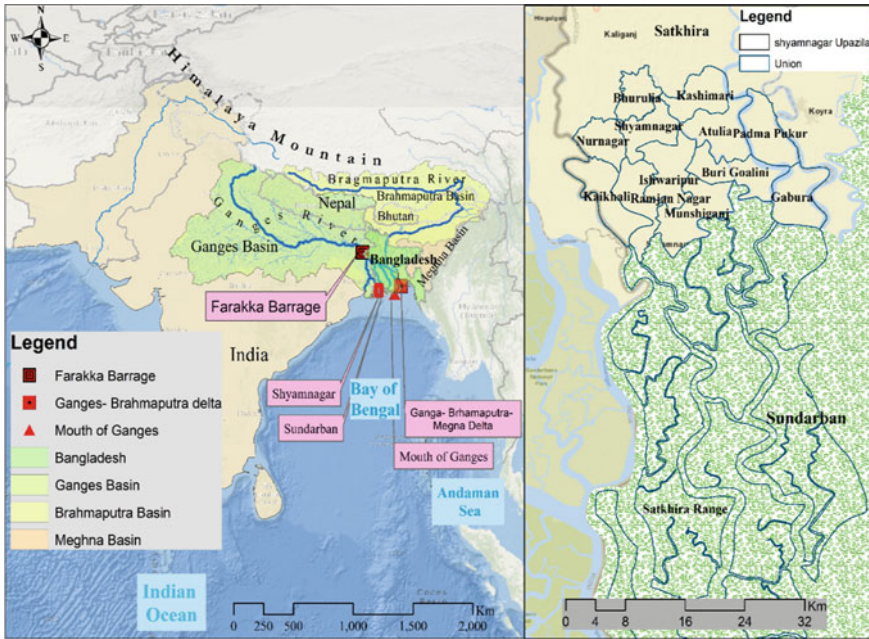 N
W E
S
Himalaya Mountain
Bragmaputra River
Nepal
Brahmaputra Basin
Bhutan
Ganges River
Ganges Basin
Bangladesh
Meghna Basin
Farakka Barrage
India
Shyamnagar
Sundarban
Bay of
Bengal
Ganga- Brhamaputra-
Megna Delta
Mouth of Ganges
Andaman
Sea
Indian
Ocean
Legend
Farakka Barrage
Ganges- Brahmaputra delta
Mouth of Ganges
Bangladesh
Ganges Basin
Brahmaputra Basin
Meghna Basin
Km
0 250 500 1,000 1,500 2,000
Legend
shyamnagar Upazila
Union
Hingalganj
Kaliganj
Satkhira
Koyra
Bhurulia
Kashimari
Shyamnagar
Atulia
Padma Pukur
Nurnagar
Ishwaripur
Buri Goalini
Kaikhali
Ramjan Nagar
Gabura
Munshiganj
Sundarban
Satkhira Range
Km
0 4 8 16 24 32